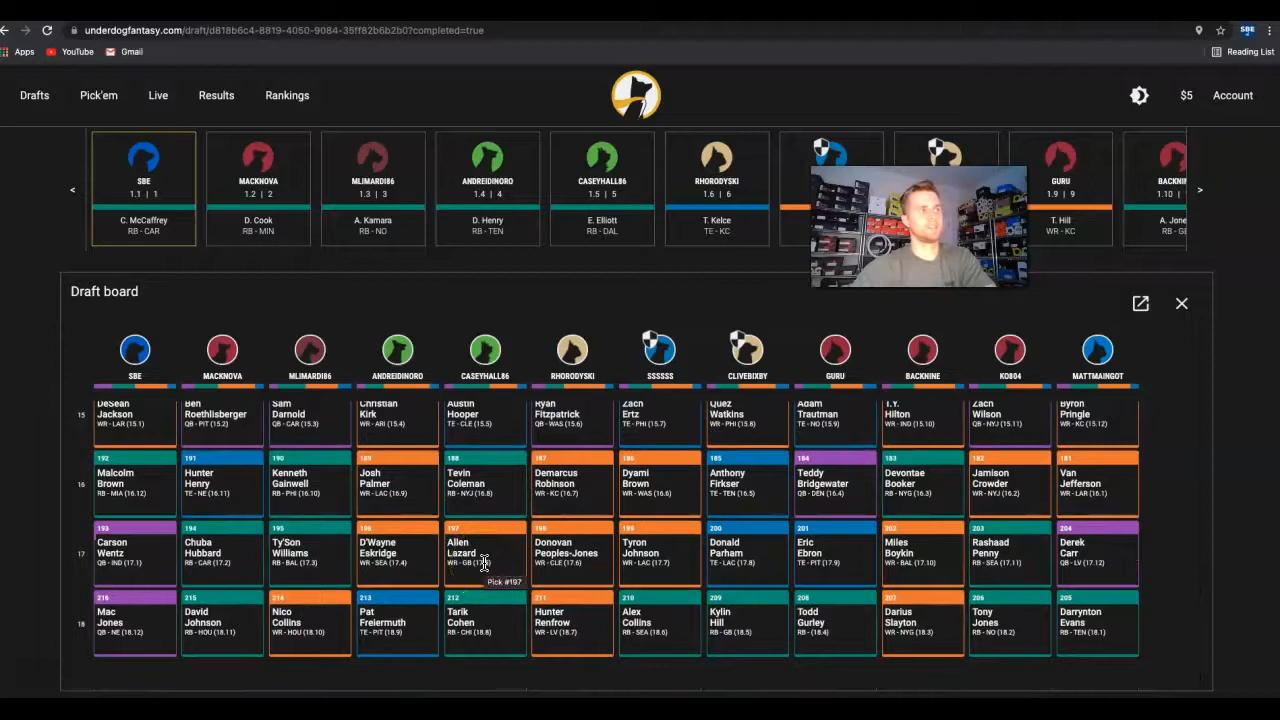 underdogfantasy.com/draft/d818b6c4-8819-4050-9084-35ff82b6b2b0?completed=true
SBE
Apps YouTube Gmail Reading List
Drafts Pick'em Live Results Rankings $5 Account
SBE MACKNOVA MLIMARDI86 ANDREIDINORO CASEYHALL86 RHORODYSKI GURU BACKNIN
1.1 | 1 1.2 | 2 1.3 | 3 1.4 | 4 1.5 | 5 1.6 | 6 1.9 | 9 1.10 |
< >
C. McCaffrey D. Cook A. Kamara D. Henry E. Elliott T. Kelce T. Hill A. Jone
RB - CAR RB - MIN RB - NO RB - TEN RB - DAL TE - KC WR - KC RB - GB
Draft board
SBE MACKNOVA MLIMARDI86 ANDREIDINORO CASEYHALL86 RHORODYSKI SSSSSS CLIVEBIXBY GURU BACKNINE KO804 MATTMAINGOT
DeSean Ben Sam Christian Austin Ryan Zach Quez Adam T.Y. Zach Byron
15 Jackson Roethlisberger Darnold Kirk Hooper Fitzpatrick Ertz Watkins Trautman Hilton Wilson Pringle
WR - LAR (15.1) QB - PIT (15.2) QB - CAR (15.3) WR - ARI (15.4) TE - CLE (15.5) QB - WAS (15.6) TE - PHI (15.7) WR - PHI (15.8) TE - NO (15.9) WR - IND (15.10) QB - NYJ (15.11) WR - KC (15.12)
192 191 190 189 188 187 186 185 184 183 182 181
Malcolm Hunter Kenneth Josh Tevin Demarcus Dyami Anthony Teddy Devontae Jamison Van
16 Brown Henry Gainwell Palmer Coleman Robinson Brown Firkser Bridgewater Booker Crowder Jefferson
RB - MIA (16.12) TE - NE (16.11) RB - PHI (16.10) WR - LAC (16.9) RB - NYJ (16.8) WR - KC (16.7) WR - WAS (16.6) TE - TEN (16.5) QB - DEN (16.4) RB - NYG (16.3) WR - NYJ (16.2) WR - LAR (16.1)
193 194 195 196 197 198 199 200 201 202 203 204
Carson Chuba Ty'Son D'Wayne Allen Donovan Tyron Donald Eric Miles Rashaad Derek
17 Wentz Hubbard Williams Eskridge Lazard Peoples-Jones Johnson Parham Ebron Boykin Penny Carr
QB - IND (17.1) RB - CAR (17.2) RB - BAL (17.3) WR - SEA (17.4) WR - GB WR - CLE (17.6) WR - LAC (17.7) TE - LAC (17.8) TE - PIT (17.9) WR - BAL (17.10) RB - SEA (17.11) QB - LV (17.12)
Pick #197
216 215 214 213 212 211 210 209 208 207 206 205
Mac David Nico Pat Tarik Hunter Alex Kylin Todd Darius Tony Darrynton
18 Jones Johnson Collins Freiermuth Cohen Renfrow Collins Hill Gurley Slayton Jones Evans
QB - NE (18.12) RB - HOU (18.11) WR - HOU (18.10) TE - PIT (18.9) RB - CHI (18.8) WR - LV (18.7) RB - SEA (18.6) RB - GB (18.5) RB - (18.4) WR - NYG (18.3) RB - NO (18.2) RB - TEN (18.1)